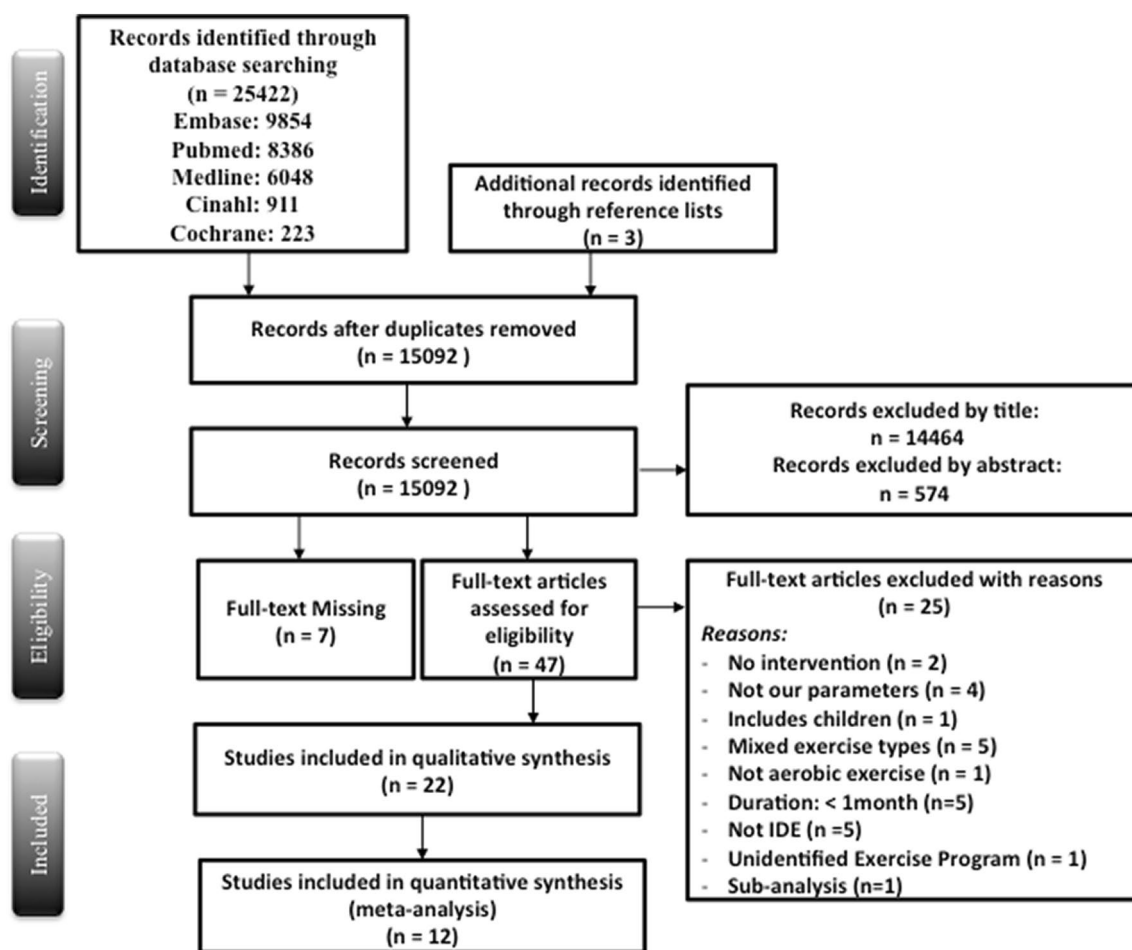 Identification
Records identified through
database searching
(n = 25422)
Embase: 9854
Pubmed: 8386
Medline: 6048
Cinahl: 911
Cochrane: 223
Additional records identified
through reference lists
(n = 3)
Screening
Records after duplicates removed
(n = 15092 )
Records screened
(n = 15092 )
Records excluded by title:
n = 14464
Records excluded by abstract:
n = 574
Eligibility
Full-text Missing
(n = 7)
Full-text articles
assessed for
eligibility
(n = 47)
Full-text articles excluded with reasons
(n = 25)
Reasons:
- No intervention (n = 2)
- Not our parameters (n = 4)
- Includes children (n = 1)
- Mixed exercise types (n = 5)
- Not aerobic exercise (n = 1)
- Duration: < 1month (n=5)
- Not IDE (n =5)
- Unidentified Exercise Program (n = 1)
- Sub-analysis (n=1)
Included
Studies included in qualitative synthesis
(n = 22)
Studies included in quantitative synthesis
(meta-analysis)
(n = 12)